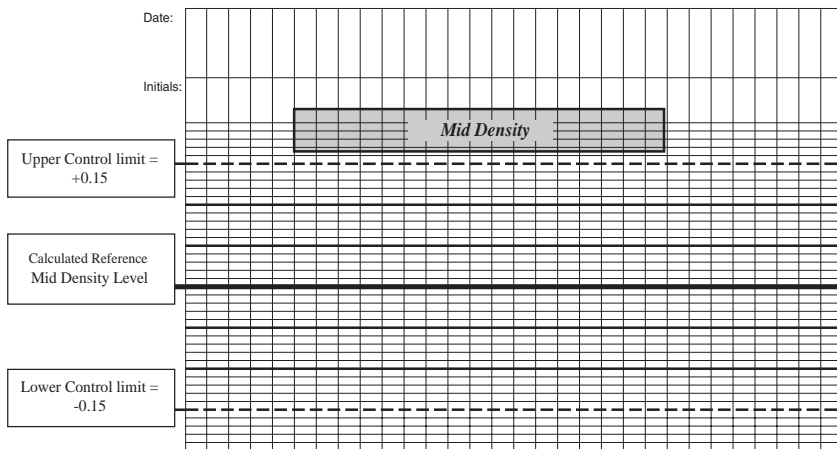 Date:
Initials:
Mid Density
Upper Control limit =
+0.15
Calculated Reference
Mid Density Level
Lower Control limit =
-0.15